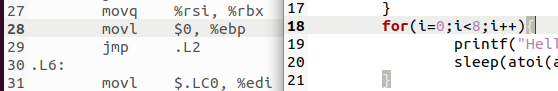 27 movq %rsi, %rbx
28 movl $0, %ebp
29 jmp .L2
30 .L6:
31 movl $.LC0, %edi
17 }
18 for(i=0;i<8;i++){
19 printf("Hell
20 sleep(atoi(a
21 }